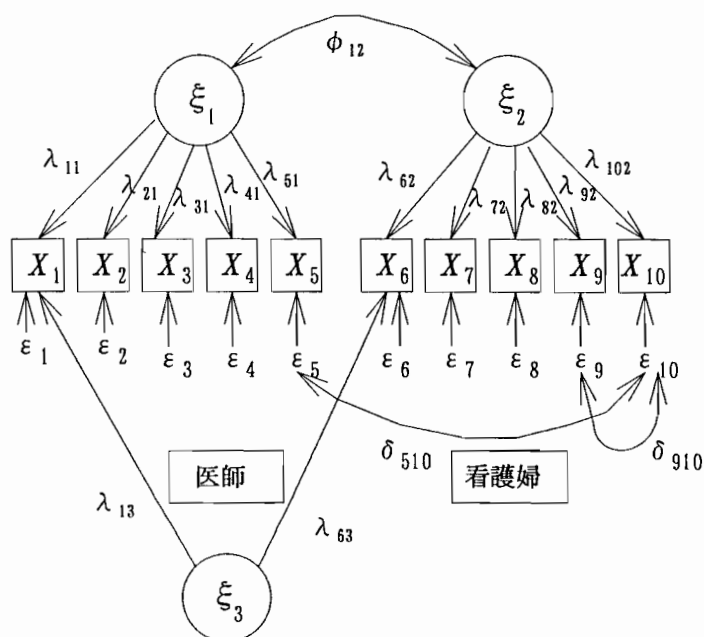 ϕ₁₂
ξ₁ ξ₂
λ₁₁ λ₂₁ λ₃₁ λ₄₁ λ₅₁ λ₆₂ λ₇₂ λ₈₂ λ₉₂ λ₁₀₂
X₁ X₂ X₃ X₄ X₅ X₆ X₇ X₈ X₉ X₁₀
ε₁ ε₂ ε₃ ε₄ ε₅ ε₆ ε₇ ε₈ ε₉ ε₁₀
δ₅₁₀ δ₉₁₀
医師 看護婦
λ₁₃ λ₆₃
ξ₃